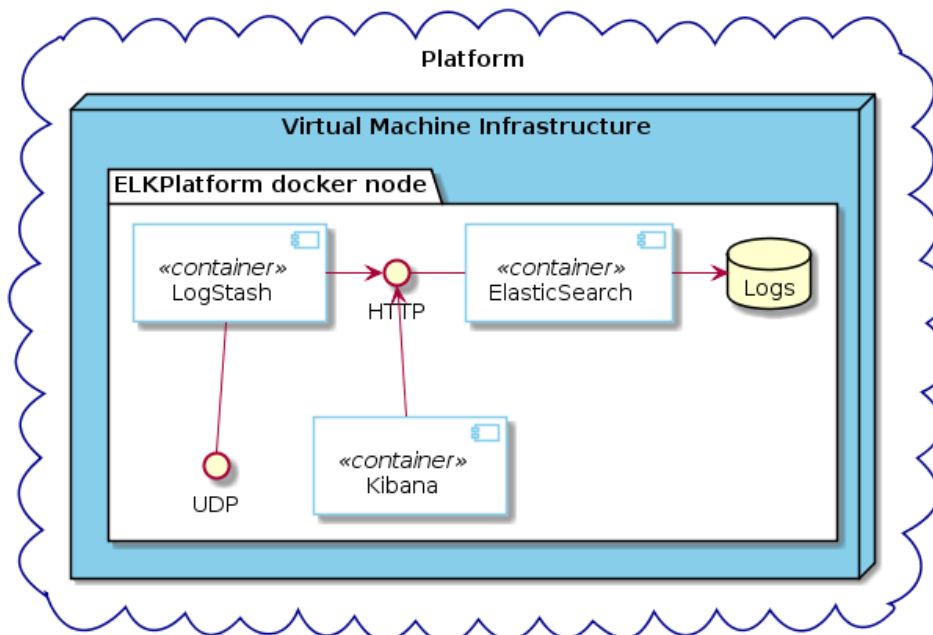 Platform
Virtual Machine Infrastructure
ELKPlatform docker node
«container»
LogStash
HTTP
«container»
ElasticSearch
Logs
UDP
«container»
Kibana